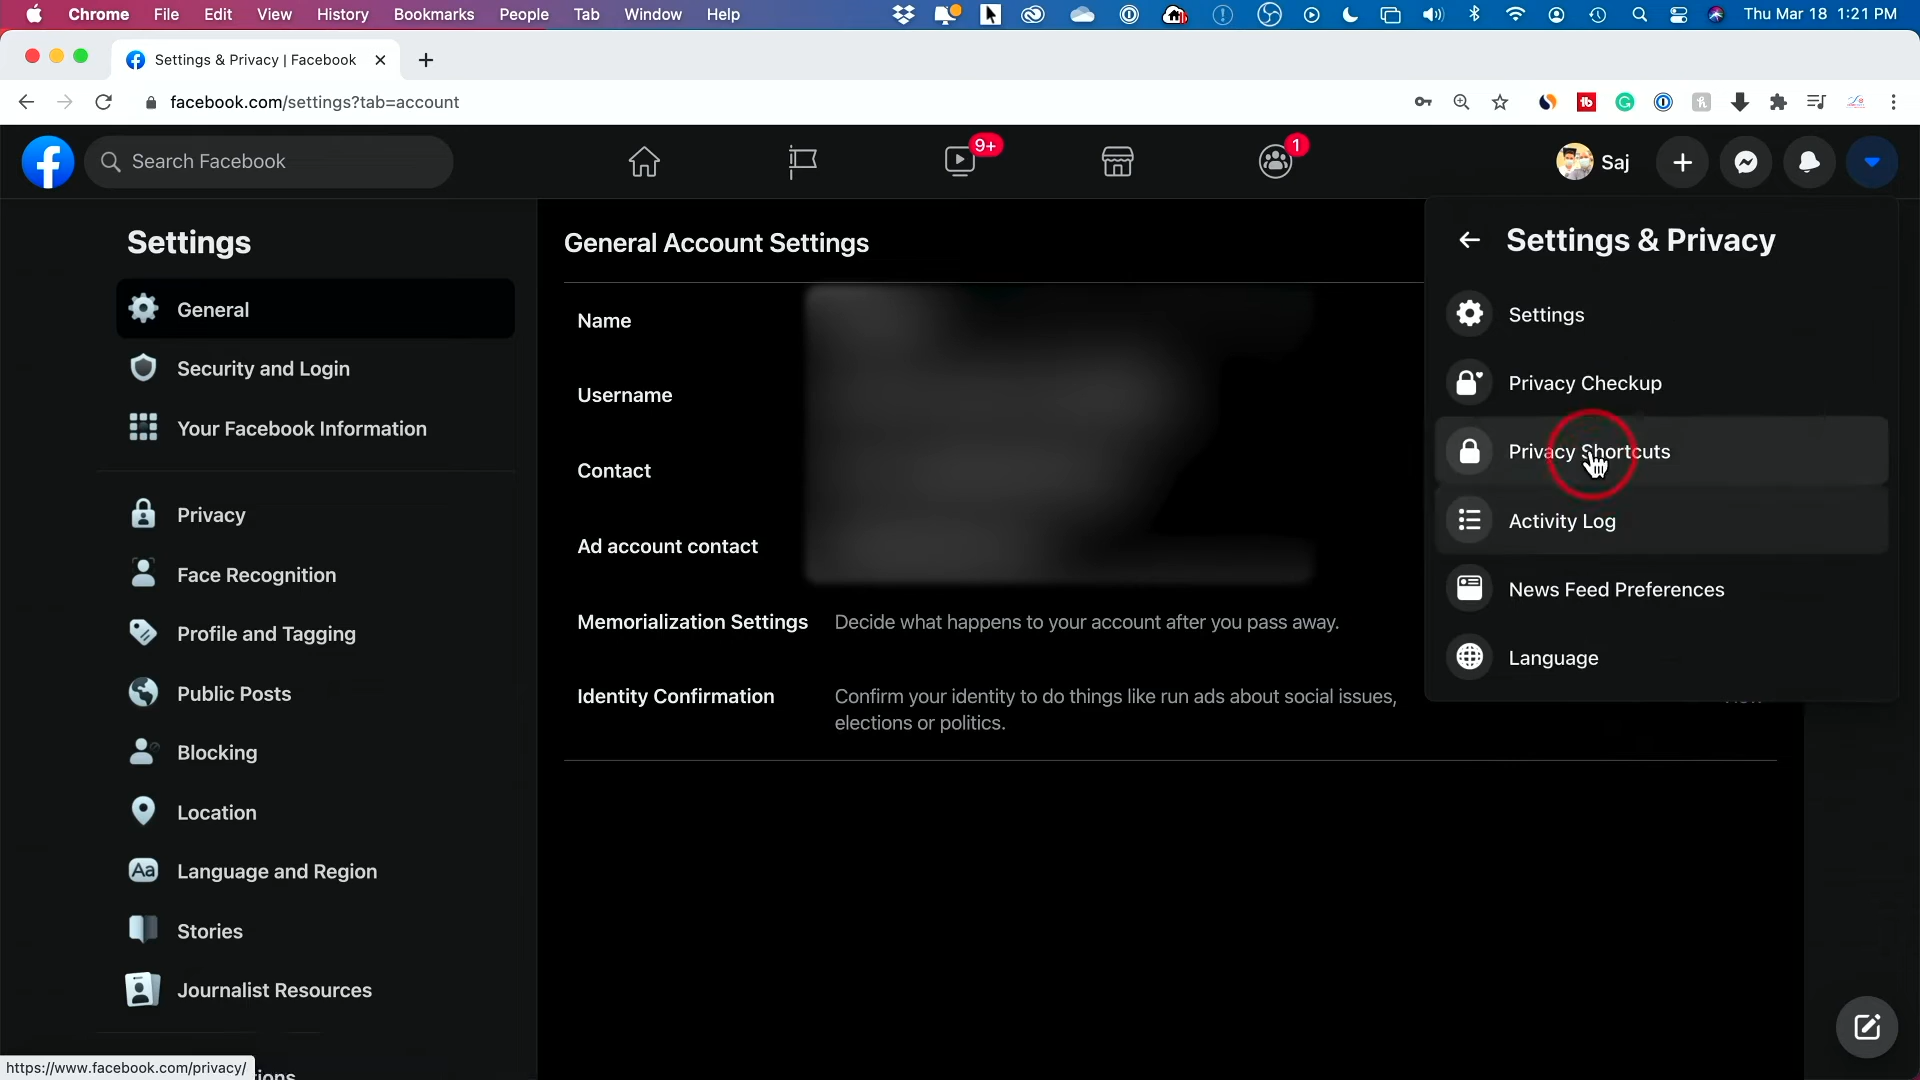 Chrome File Edit View History Bookmarks People Tab Window Help Thu Mar 18 1:21 PM
Settings & Privacy | Facebook
facebook.com/settings?tab=account
Search Facebook
9+
1
Saj
Settings
General
Security and Login
Your Facebook Information
Privacy
Face Recognition
Profile and Tagging
Public Posts
Blocking
Location
Aa Language and Region
Stories
Journalist Resources
General Account Settings
Name
Username
Contact
Ad account contact
Memorialization Settings Decide what happens to your account after you pass away.
Identity Confirmation Confirm your identity to do things like run ads about social issues,
elections or politics.
Settings & Privacy
Settings
Privacy Checkup
Privacy Shortcuts
Activity Log
News Feed Preferences
Language
https://www.facebook.com/privacy/